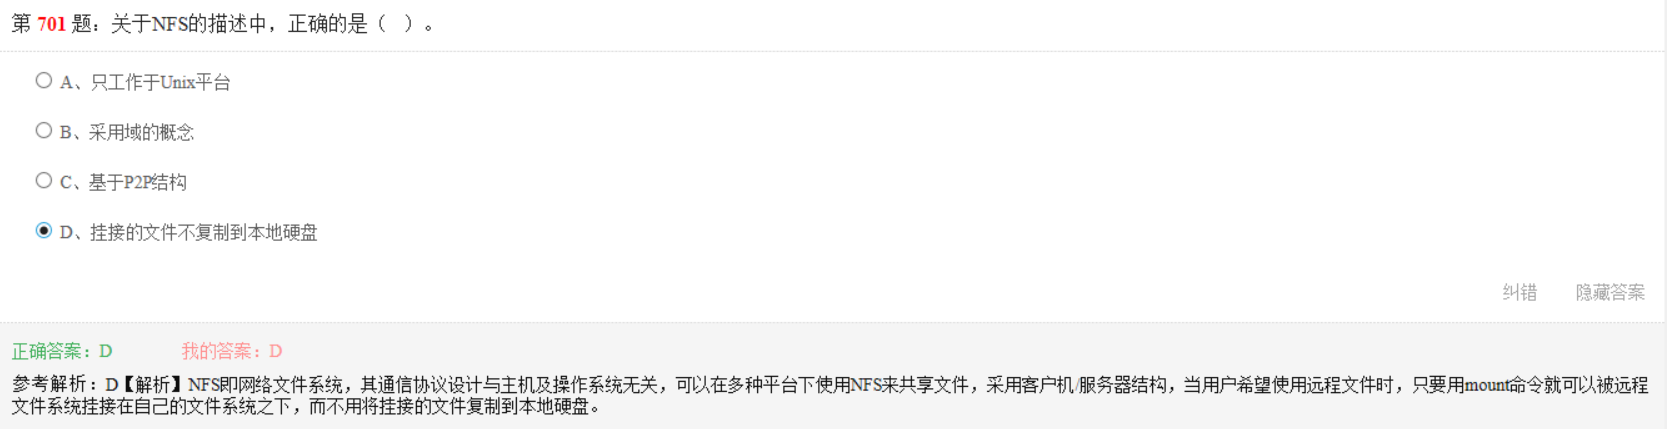 第 701 题：关于NFS的描述中，正确的是（ ）。
A、只工作于Unix平台
B、采用域的概念
C、基于P2P结构
D、挂接的文件不复制到本地硬盘
纠错 隐藏答案
正确答案：D 我的答案：D
参考解析：D【解析】NFS即网络文件系统，其通信协议设计与主机及操作系统无关，可以在多种平台下使用NFS来共享文件，采用客户机/服务器结构，当用户希望使用远程文件时，只要用mount命令就可以被远程
文件系统挂接在自己的文件系统之下，而不用将挂接的文件复制到本地硬盘。